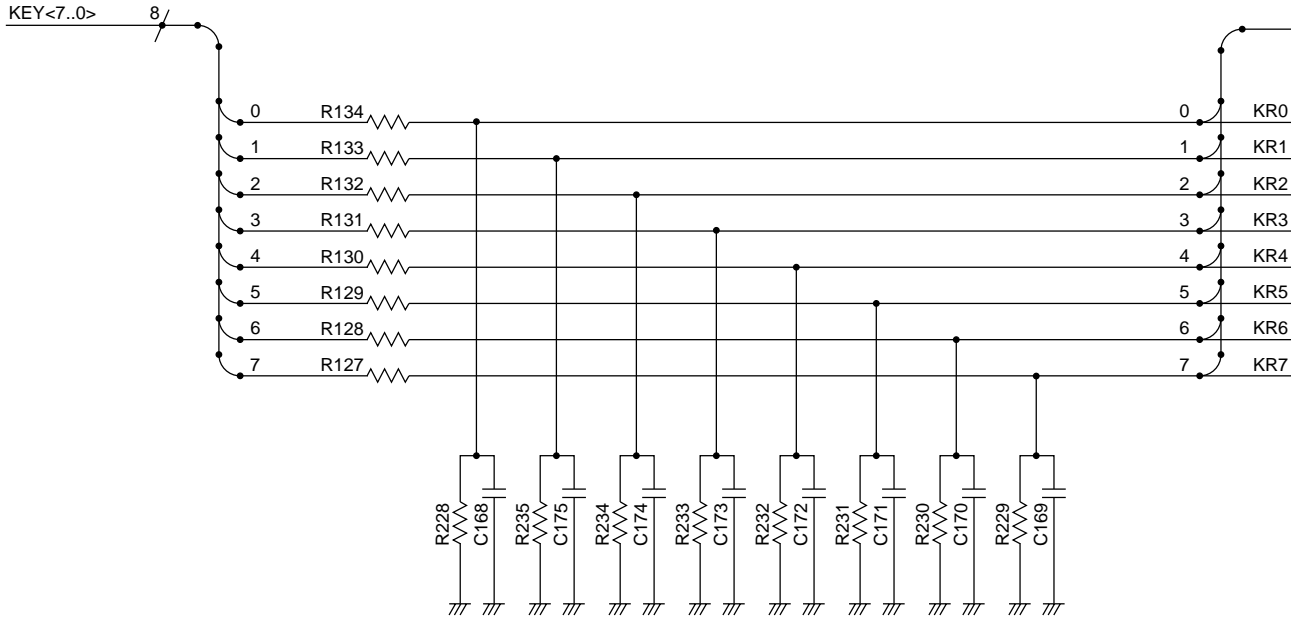 KEY<7..0> 8
0 R134 0 KR0
1 R133 1 KR1
2 R132 2 KR2
3 R131 3 KR3
4 R130 4 KR4
5 R129 5 KR5
6 R128 6 KR6
7 R127 7 KR7
R228 C168 R235 C175 R234 C174 R233 C173 R232 C172 R231 C171 R230 C170 R229 C169